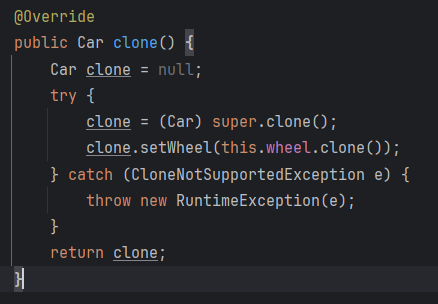 @Override
public Car clone() {
    Car clone = null;
    try {
        clone = (Car) super.clone();
        clone.setWheel(this.wheel.clone());
    } catch (CloneNotSupportedException e) {
        throw new RuntimeException(e);
    }
    return clone;
}